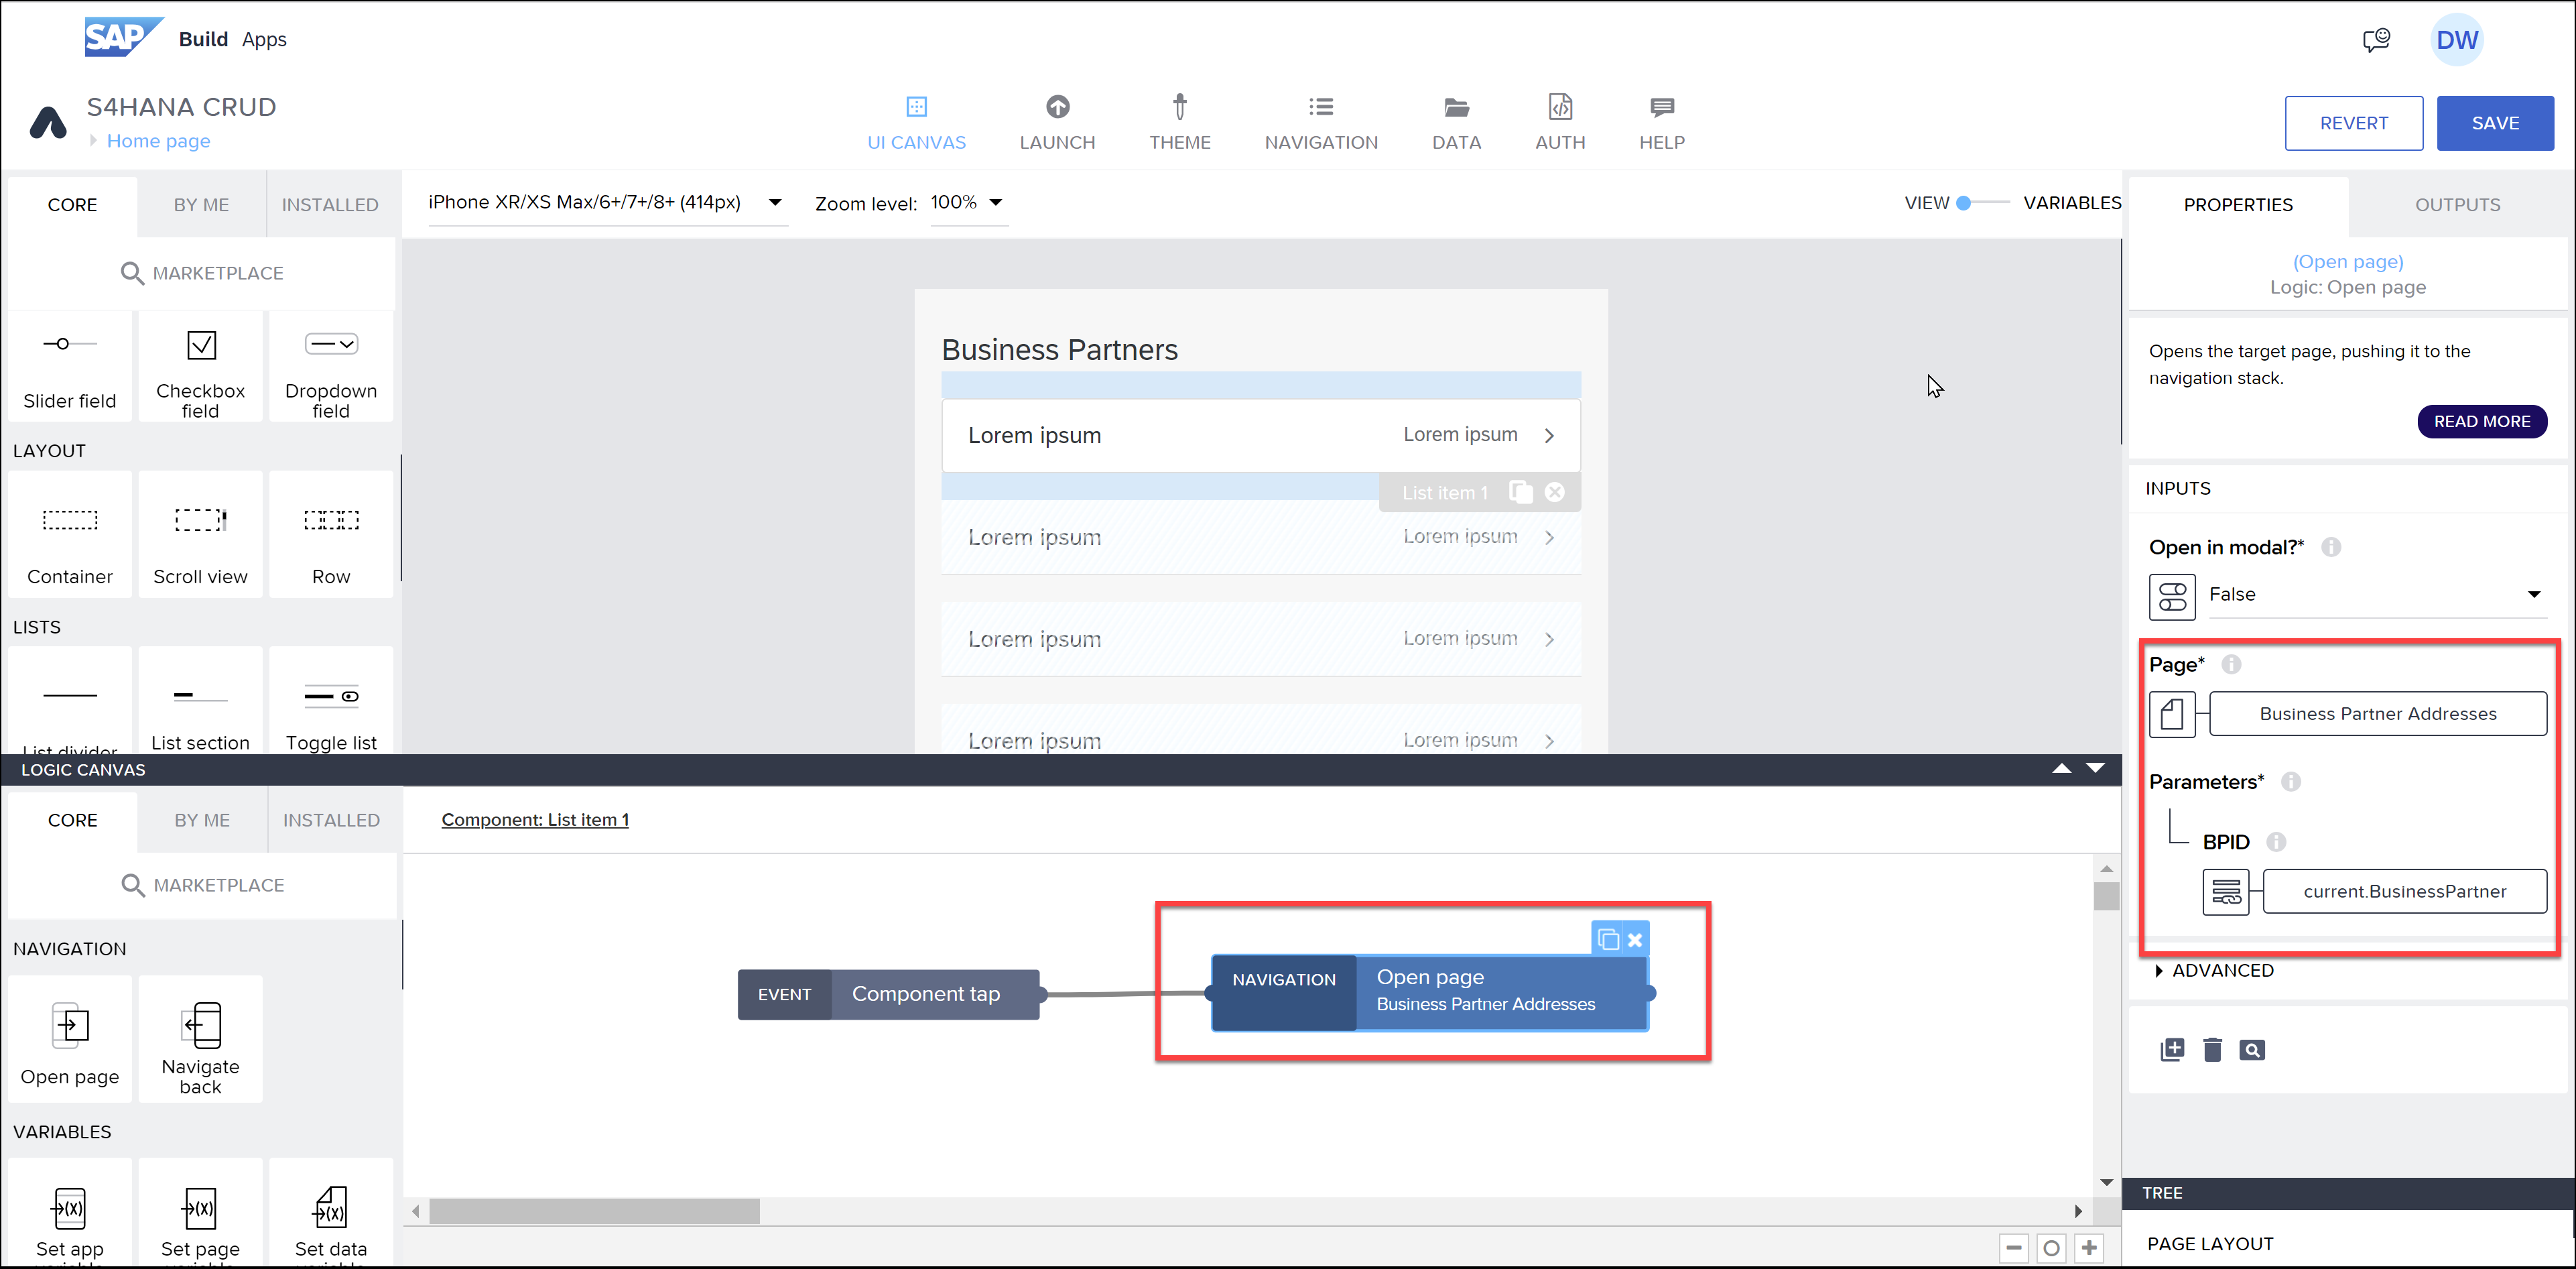 SAP Build Apps
DW
S4HANA CRUD
Home page
UI CANVAS
LAUNCH
THEME
NAVIGATION
DATA
AUTH
HELP
REVERT
SAVE
CORE
BY ME
INSTALLED
MARKETPLACE
Slider field
Checkbox
field
Dropdown
field
LAYOUT
Container
Scroll view
Row
LISTS
List divider
List section
Toggle list
iPhone XR/XS Max/6+/7+/8+ (414px)
Zoom level: 100%
VIEW
VARIABLES
Business Partners
Lorem ipsum
Lorem ipsum
List item 1
Lorem ipsum
Lorem ipsum
Lorem ipsum
Lorem ipsum
Lorem ipsum
Lorem ipsum
PROPERTIES
OUTPUTS
(Open page)
Logic: Open page
Opens the target page, pushing it to the
navigation stack.
READ MORE
INPUTS
Open in modal?*
False
Page*
Business Partner Addresses
Parameters*
BPID
current.BusinessPartner
ADVANCED
TREE
PAGE LAYOUT
LOGIC CANVAS
CORE
BY ME
INSTALLED
MARKETPLACE
NAVIGATION
Open page
Navigate
back
VARIABLES
Set app
variable
Set page
variable
Set data
variable
Component: List item 1
EVENT
Component tap
NAVIGATION
Open page
Business Partner Addresses